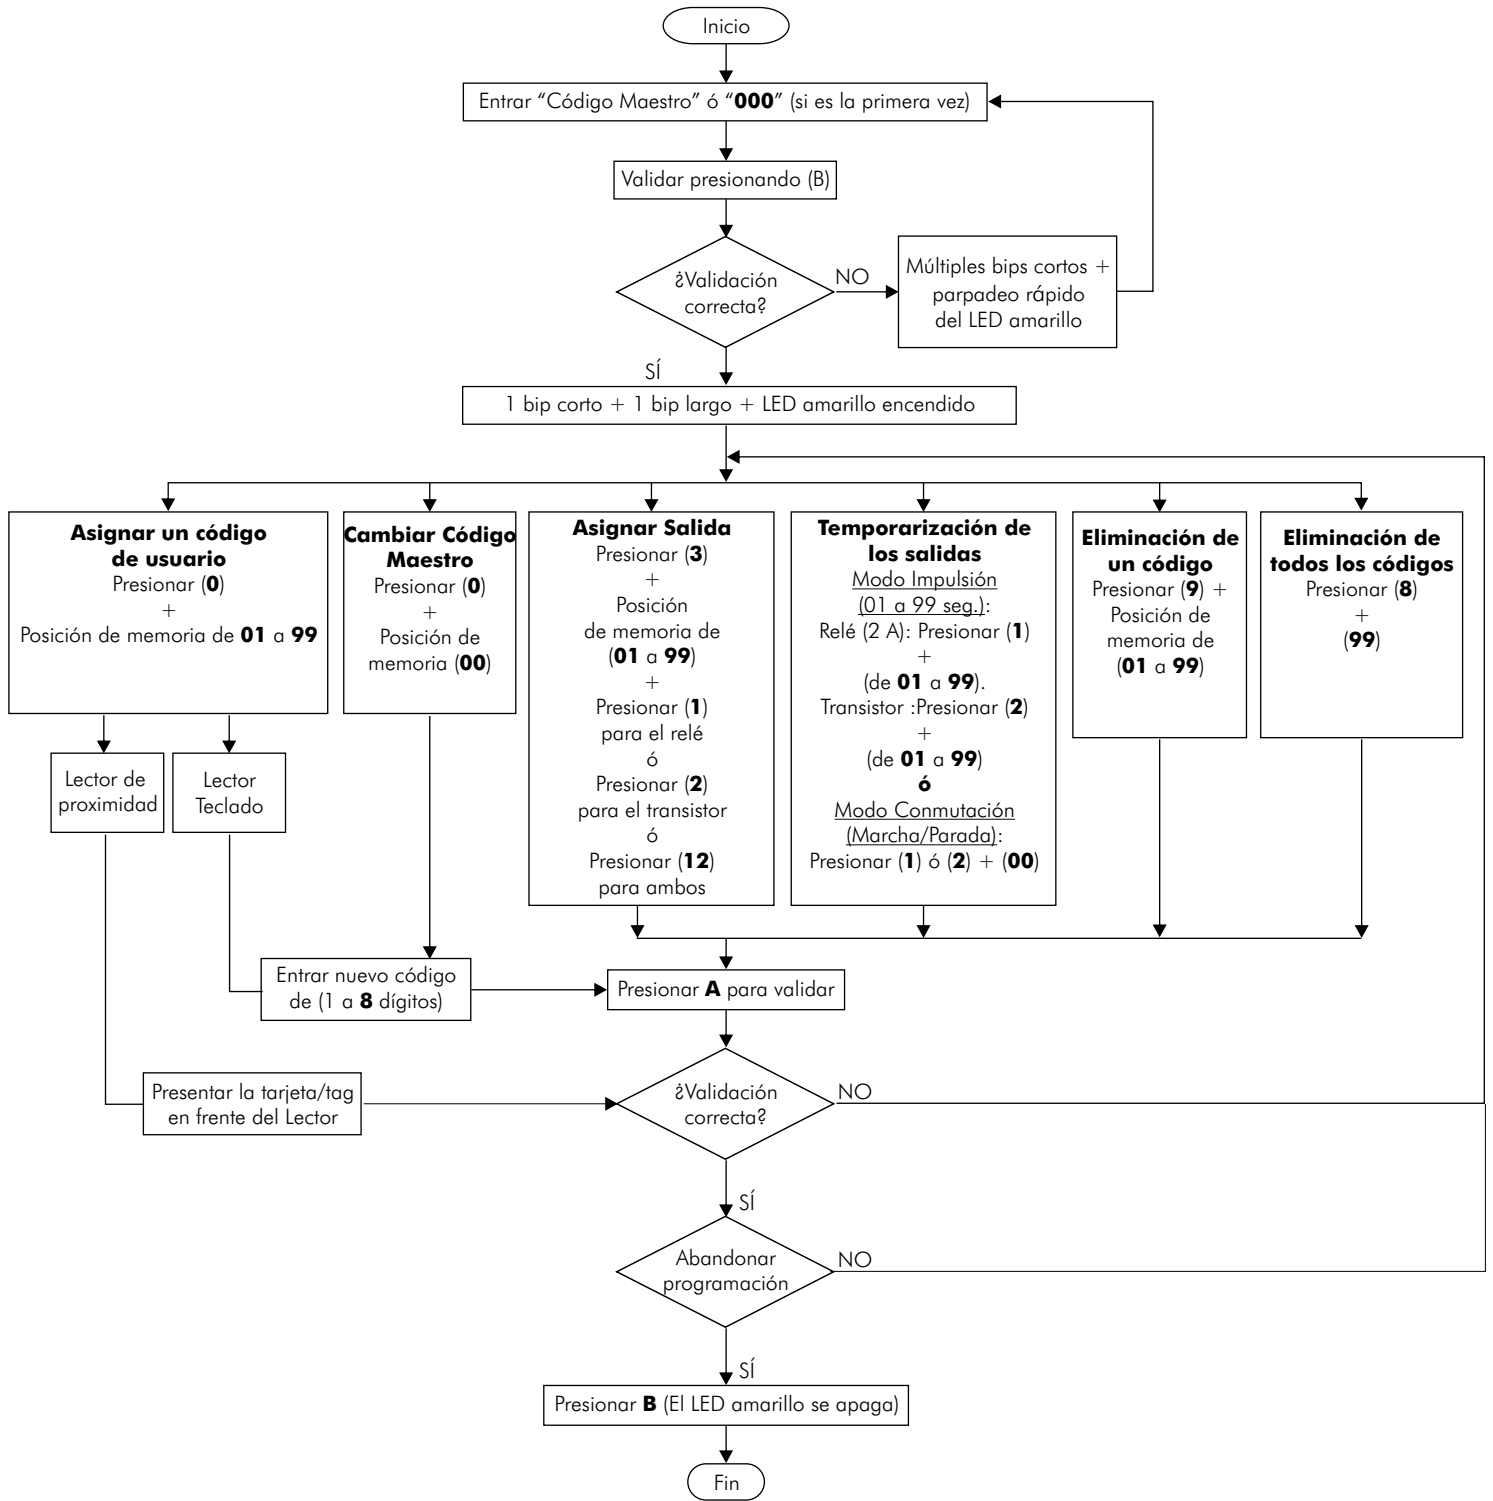 Inicio
Entrar “Código Maestro” ó “000” (si es la primera vez)
Validar presionando (B)
¿Validación
correcta?
NO
Múltiples bips cortos +
parpadeo rápido
del LED amarillo
SÍ
1 bip corto + 1 bip largo + LED amarillo encendido
Asignar un código
de usuario
Presionar (0)
+
Posición de memoria de 01 a 99
Cambiar Código
Maestro
Presionar (0)
+
Posición de
memoria (00)
Asignar Salida
Presionar (3)
+
Posición
de memoria de
(01 a 99)
+
Presionar (1)
para el relé
ó
Presionar (2)
para el transistor
ó
Presionar (12)
para ambos
Temporarización de
los salidas
Modo Impulsión
(01 a 99 seg.):
Relé (2 A): Presionar (1)
+
(de 01 a 99).
Transistor :Presionar (2)
+
(de 01 a 99)
ó
Modo Conmutación
(Marcha/Parada):
Presionar (1) ó (2) + (00)
Eliminación de
un código
Presionar (9) +
Posición de
memoria de
(01 a 99)
Eliminación de
todos los códigos
Presionar (8)
+
(99)
Lector de
proximidad
Lector
Teclado
Entrar nuevo código
de (1 a 8 dígitos)
Presionar A para validar
Presentar la tarjeta/tag
en frente del Lector
¿Validación
correcta?
NO
SÍ
Abandonar
programación
NO
SÍ
Presionar B (El LED amarillo se apaga)
Fin